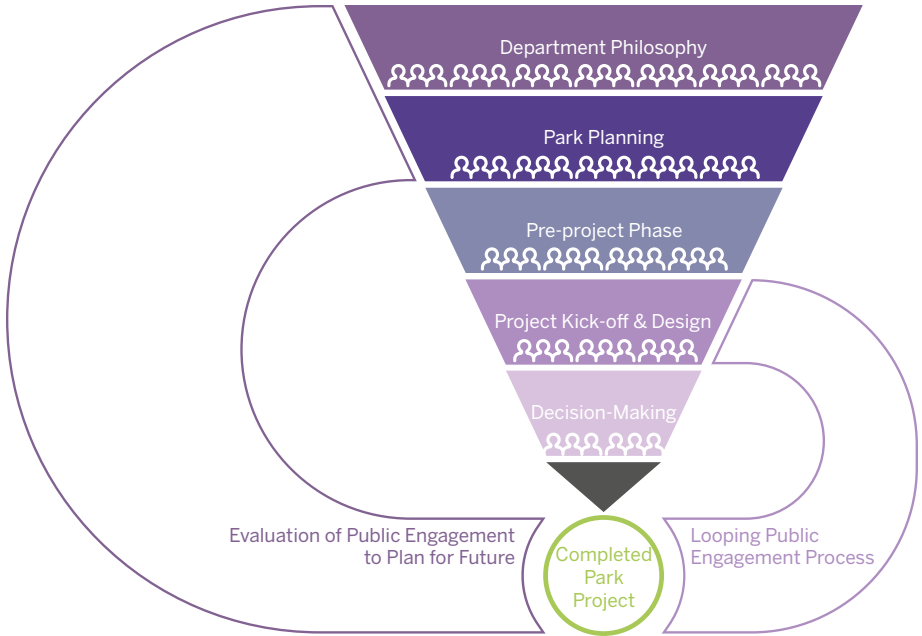 Department Philosophy
Park Planning
Pre-project Phase
Project Kick-off & Design
Decision-Making
Evaluation of Public Engagement
to Plan for Future
Completed
Park
Project
Looping Public
Engagement Process